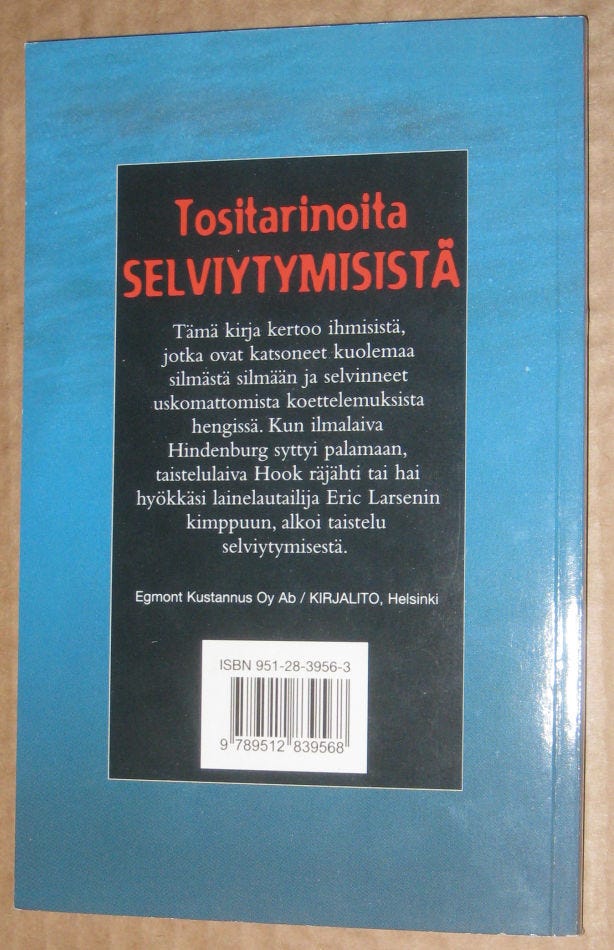 Tositarinoita
SELVIYTYMISISTÄ
Tämä kirja kertoo ihmisistä,
jotka ovat katsoneet kuolemaa
silmästä silmään ja selvinneet
uskomattomista koettelemuksista
hengissä. Kun ilmalaiva
Hindenburg syttyi palamaan,
taistelulaiva Hook räjähti tai hai
hyökkäsi lainelautailija Eric Larsenin
kimppuun, alkoi taistelu
selviytymisestä.
Egmont Kustannus Oy Ab / KIRJALITO, Helsinki
ISBN 951-28-3956-3
9 789512 839568